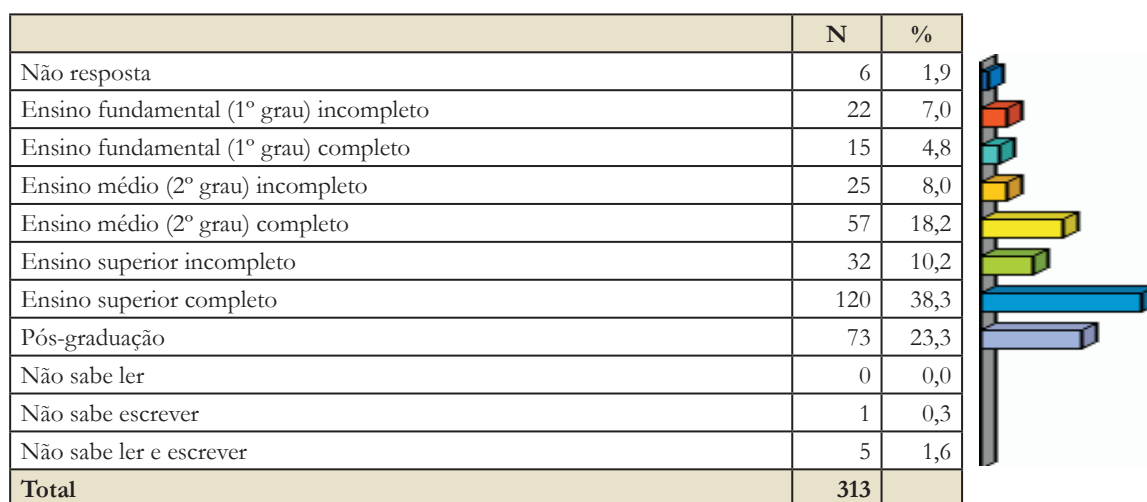 N %
Não resposta 6 1,9
Ensino fundamental (1º grau) incompleto 22 7,0
Ensino fundamental (1º grau) completo 15 4,8
Ensino médio (2º grau) incompleto 25 8,0
Ensino médio (2º grau) completo 57 18,2
Ensino superior incompleto 32 10,2
Ensino superior completo 120 38,3
Pós-graduação 73 23,3
Não sabe ler 0 0,0
Não sabe escrever 1 0,3
Não sabe ler e escrever 5 1,6
Total 313